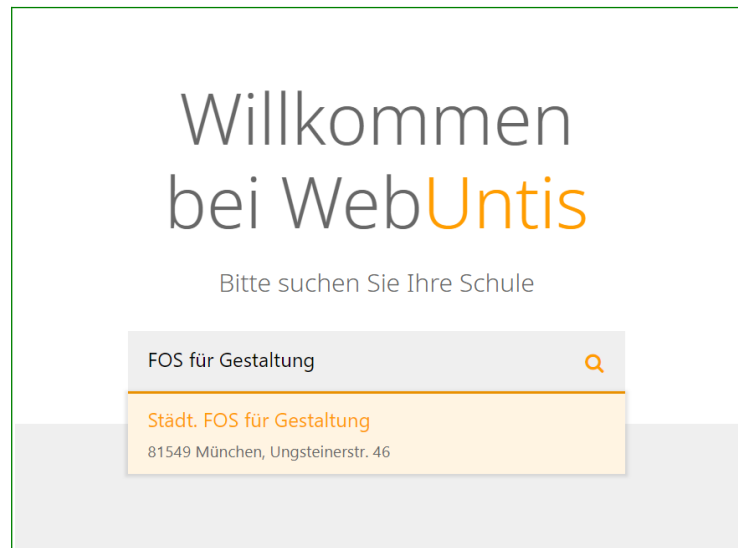 Willkommen
bei WebUntis
Bitte suchen Sie Ihre Schule
FOS für Gestaltung
Städt. FOS für Gestaltung
81549 München, Ungsteinerstr. 46